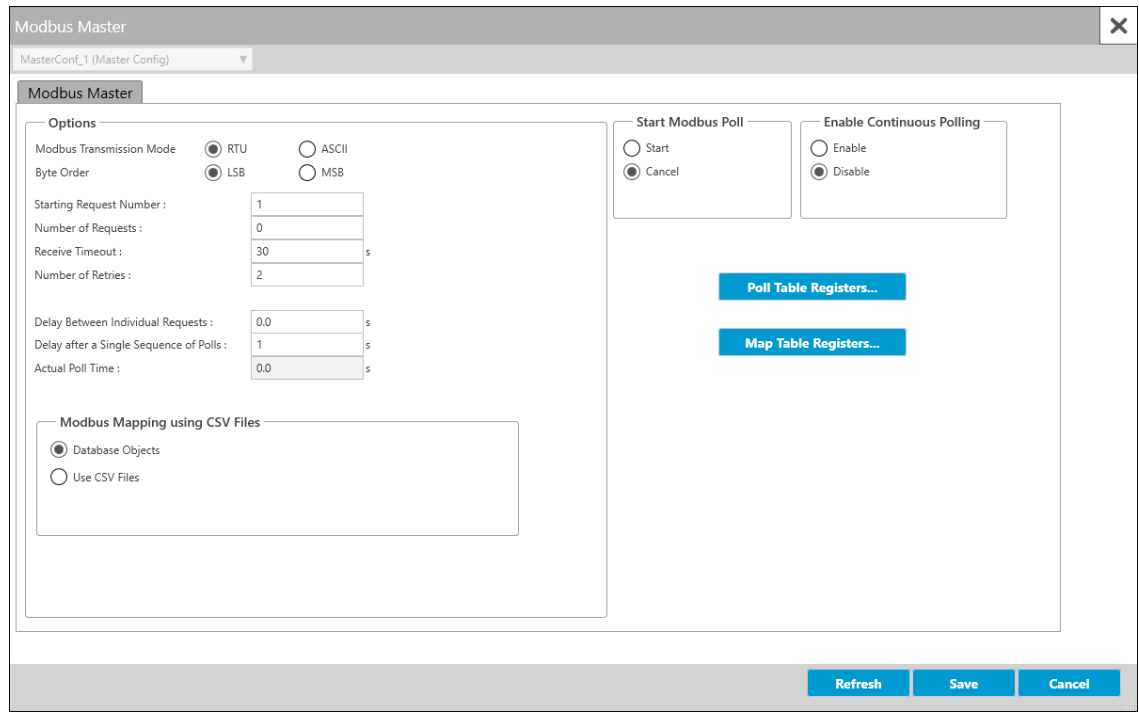 Modbus Master
MasterConf_1 (Master Config)
Modbus Master
Options
Modbus Transmission Mode RTU ASCII
Byte Order LSB MSB
Starting Request Number : 1
Number of Requests : 0
Receive Timeout : 30 s
Number of Retries : 2
Delay Between Individual Requests : 0.0 s
Delay after a Single Sequence of Polls : 1 s
Actual Poll Time : 0.0 s
Modbus Mapping using CSV Files
Database Objects
Use CSV Files
Start Modbus Poll
Start
Cancel
Enable Continuous Polling
Enable
Disable
Poll Table Registers...
Map Table Registers...
Refresh Save Cancel